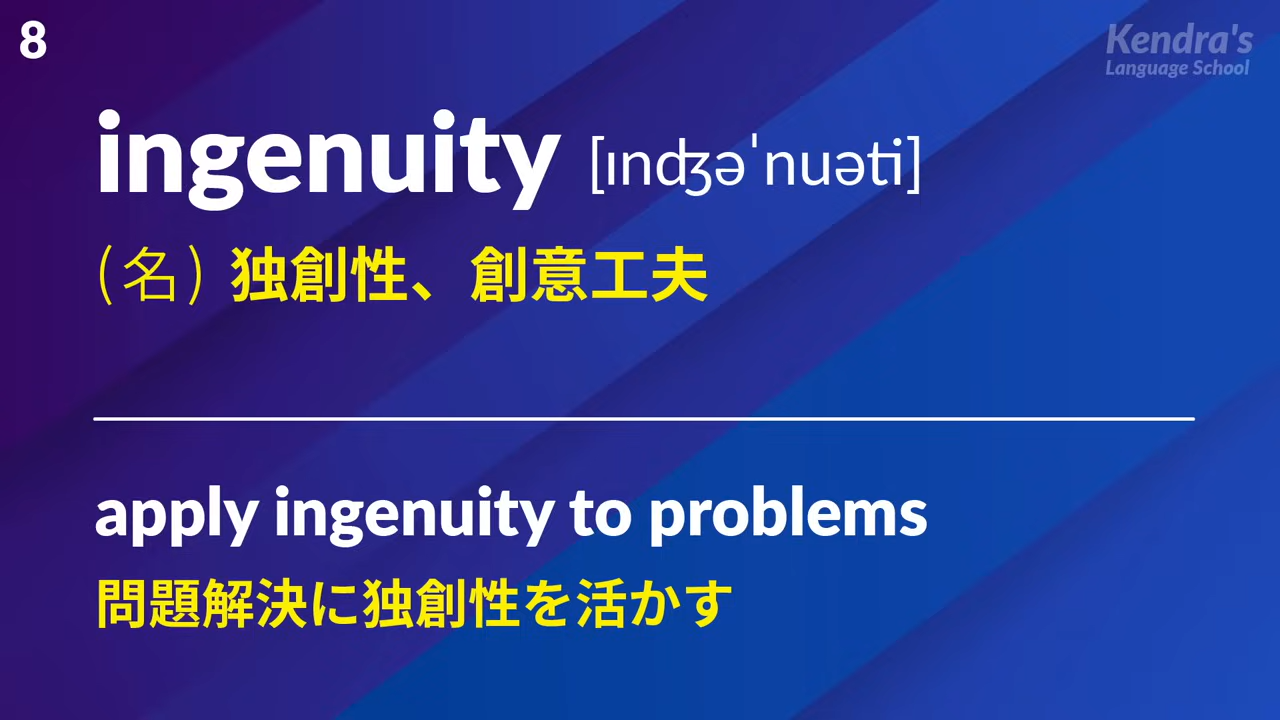 8
Kendra's
Language School
ingenuity [ɪnʤəˈnuəti]
(名) 独創性、創意工夫
apply ingenuity to problems
問題解決に独創性を活かす